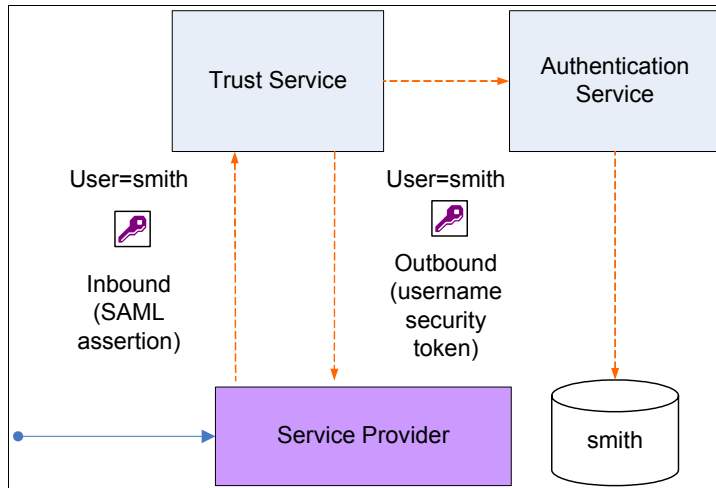 Trust Service
Authentication
Service
User=smith
Inbound
(SAML
assertion)
User=smith
Outbound
(username
security
token)
Service Provider
smith